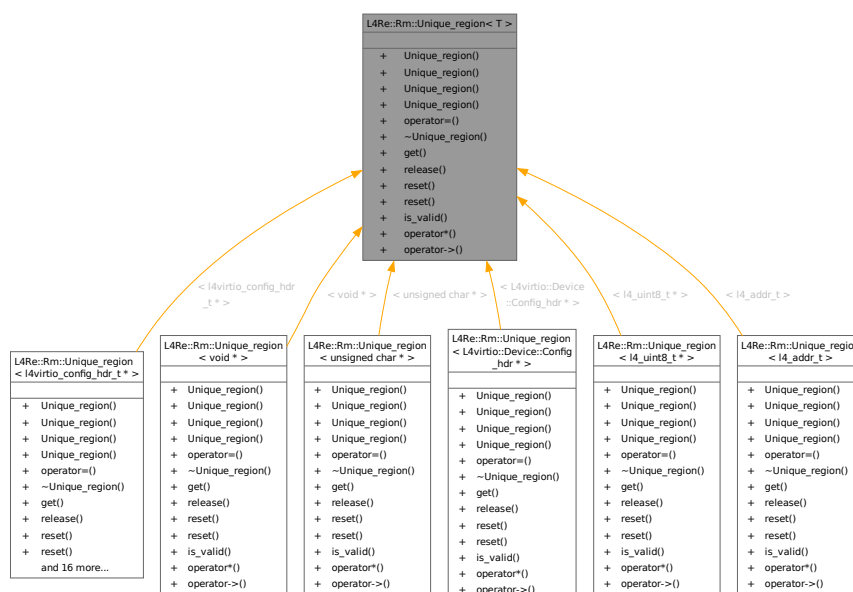 L4Re::Rm::Unique_region< T >
+ Unique_region()
+ Unique_region()
+ Unique_region()
+ Unique_region()
+ operator=()
+ ~Unique_region()
+ get()
+ release()
+ reset()
+ reset()
+ is_valid()
+ operator*()
+ operator->()
< l4virtio_config_hdr
_t * >
< void * >
< unsigned char * >
< L4virtio::Device
::Config_hdr * >
< l4_uint8_t * >
< l4_addr_t >
L4Re::Rm::Unique_region
< l4virtio_config_hdr_t * >
+ Unique_region()
+ Unique_region()
+ Unique_region()
+ Unique_region()
+ operator=()
+ ~Unique_region()
+ get()
+ release()
+ reset()
+ reset()
and 16 more...
L4Re::Rm::Unique_region
< void * >
+ Unique_region()
+ Unique_region()
+ Unique_region()
+ Unique_region()
+ operator=()
+ ~Unique_region()
+ get()
+ release()
+ reset()
+ reset()
+ is_valid()
+ operator*()
+ operator->()
L4Re::Rm::Unique_region
< unsigned char * >
+ Unique_region()
+ Unique_region()
+ Unique_region()
+ Unique_region()
+ operator=()
+ ~Unique_region()
+ get()
+ release()
+ reset()
+ reset()
+ is_valid()
+ operator*()
+ operator->()
L4Re::Rm::Unique_region
< L4virtio::Device::Config
_hdr * >
+ Unique_region()
+ Unique_region()
+ Unique_region()
+ Unique_region()
+ operator=()
+ ~Unique_region()
+ get()
+ release()
+ reset()
+ reset()
+ is_valid()
+ operator*()
+ operator->()
L4Re::Rm::Unique_region
< l4_uint8_t * >
+ Unique_region()
+ Unique_region()
+ Unique_region()
+ Unique_region()
+ operator=()
+ ~Unique_region()
+ get()
+ release()
+ reset()
+ reset()
+ is_valid()
+ operator*()
+ operator->()
L4Re::Rm::Unique_regio
< l4_addr_t >
+ Unique_region()
+ Unique_region()
+ Unique_region()
+ Unique_region()
+ operator=()
+ ~Unique_region()
+ get()
+ release()
+ reset()
+ reset()
+ is_valid()
+ operator*()
+ operator->()